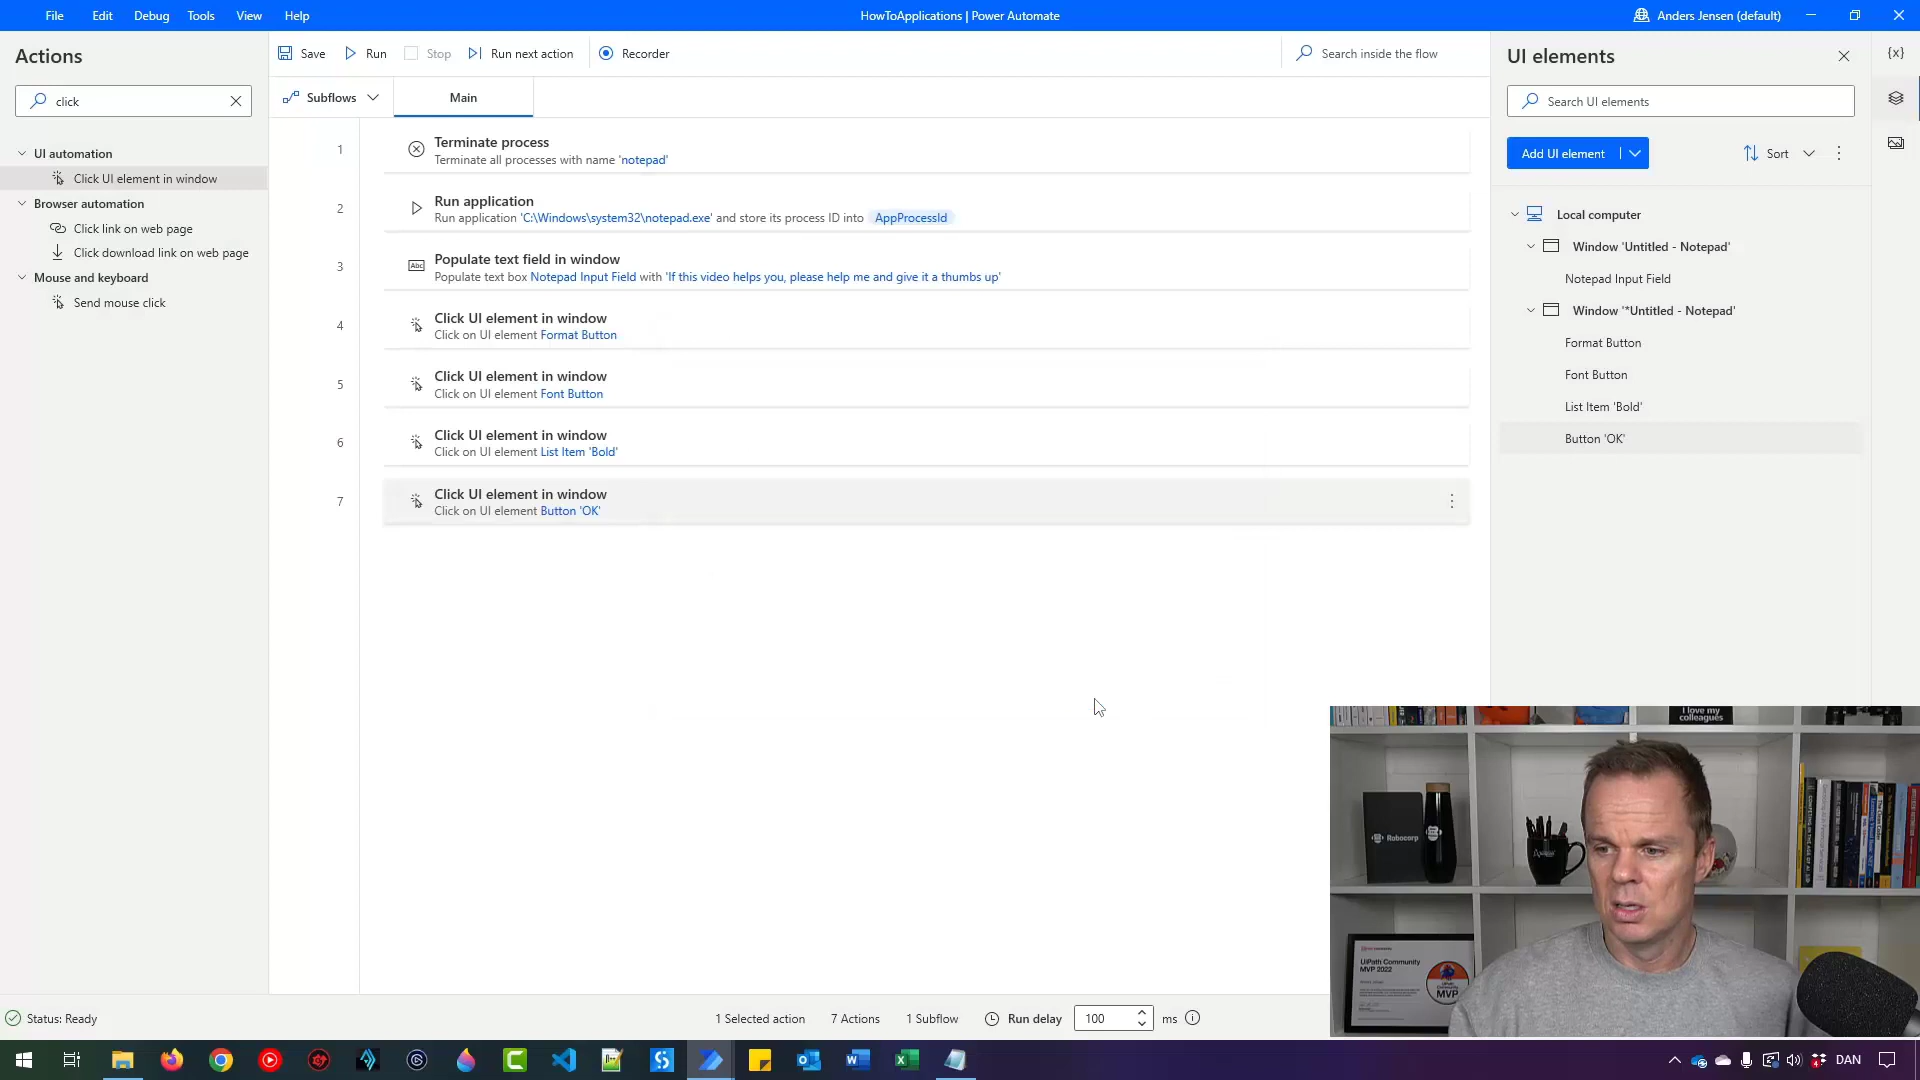 File Edit Debug Tools View Help
HowToApplications | Power Automate
Anders Jensen (default)
Actions
click
UI automation
Click UI element in window
Browser automation
Click link on web page
Click download link on web page
Mouse and keyboard
Send mouse click
Save Run Stop Run next action Recorder
Search inside the flow
Subflows Main
1 Terminate process
Terminate all processes with name 'notepad'
2 Run application
Run application 'C:\Windows\system32\notepad.exe' and store its process ID into AppProcessId
3 Populate text field in window
Abc Populate text box Notepad Input Field with 'If this video helps you, please help me and give it a thumbs up'
4 Click UI element in window
Click on UI element Format Button
5 Click UI element in window
Click on UI element Font Button
6 Click UI element in window
Click on UI element List Item 'Bold'
7 Click UI element in window
Click on UI element Button 'OK'
UI elements
{x}
Search UI elements
Add UI element Sort
Local computer
Window 'Untitled - Notepad'
Notepad Input Field
Window '*Untitled - Notepad'
Format Button
Font Button
List Item 'Bold'
Button 'OK'
I love my
colleagues
Robocorp
UiPath Community
MVP 2022
MVP
Status: Ready
1 Selected action 7 Actions 1 Subflow Run delay 100 ms
DAN